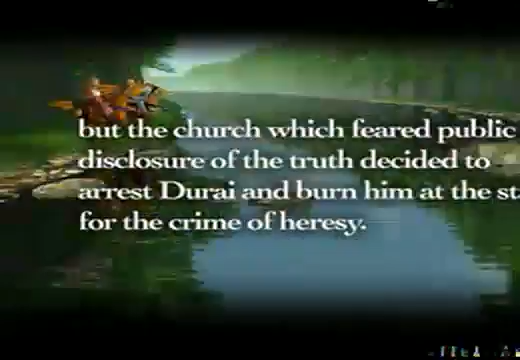 but the church which feared public
disclosure of the truth decided to
arrest Durai and burn him at the
for the crime of heresy.